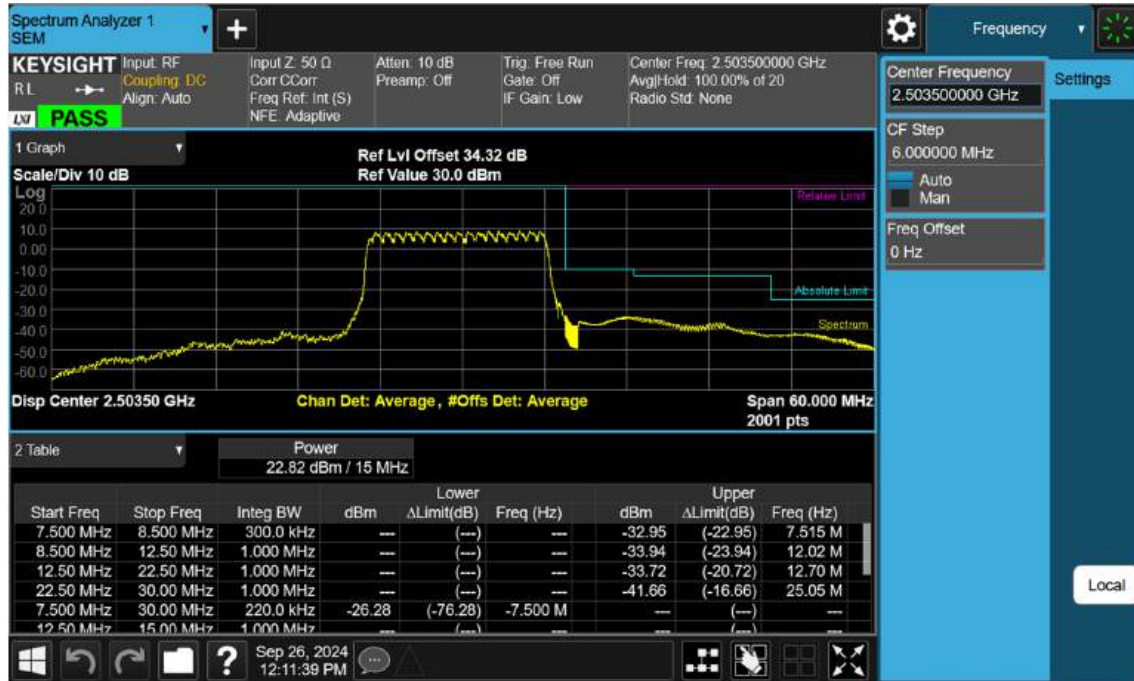 Spectrum Analyzer 1
SEM
+
Frequency
KEYSIGHT
R L
LXI
PASS
Input: RF
Coupling: DC
Align: Auto
Input Z: 50 Ω
Corr CCorr
Freq Ref: Int (S)
NFE: Adaptive
Atten: 10 dB
Preamp: Off
Trig: Free Run
Gate: Off
IF Gain: Low
Center Freq: 2.503500000 GHz
Avg|Hold: 100.00% of 20
Radio Std: None
Center Frequency
2.503500000 GHz
Settings
CF Step
6.000000 MHz
Auto
Man
Freq Offset
0 Hz
Local
1 Graph
Scale/Div 10 dB
Ref Lvl Offset 34.32 dB
Ref Value 30.0 dBm
Log
20.0
10.0
0.00
-10.0
-20.0
-30.0
-40.0
-50.0
-60.0
Relative Limit
Absolute Limit
Spectrum
Disp Center 2.50350 GHz
Chan Det: Average, #Offs Det: Average
Span 60.000 MHz
2001 pts
2 Table
Power
22.82 dBm / 15 MHz
Lower Upper
Start Freq Stop Freq Integ BW dBm ΔLimit(dB) Freq (Hz) dBm ΔLimit(dB) Freq (Hz)
7.500 MHz 8.500 MHz 300.0 kHz --- (---) --- -32.95 (-22.95) 7.515 M
8.500 MHz 12.50 MHz 1.000 MHz --- (---) --- -33.94 (-23.94) 12.02 M
12.50 MHz 22.50 MHz 1.000 MHz --- (---) --- -33.72 (-20.72) 12.70 M
22.50 MHz 30.00 MHz 1.000 MHz --- (---) --- -41.66 (-16.66) 25.05 M
7.500 MHz 30.00 MHz 220.0 kHz -26.28 (-76.28) -7.500 M --- (---) ---
12.50 MHz 15.00 MHz 1.000 MHz --- (---) --- --- (---) ---
?
Sep 26, 2024
12:11:39 PM